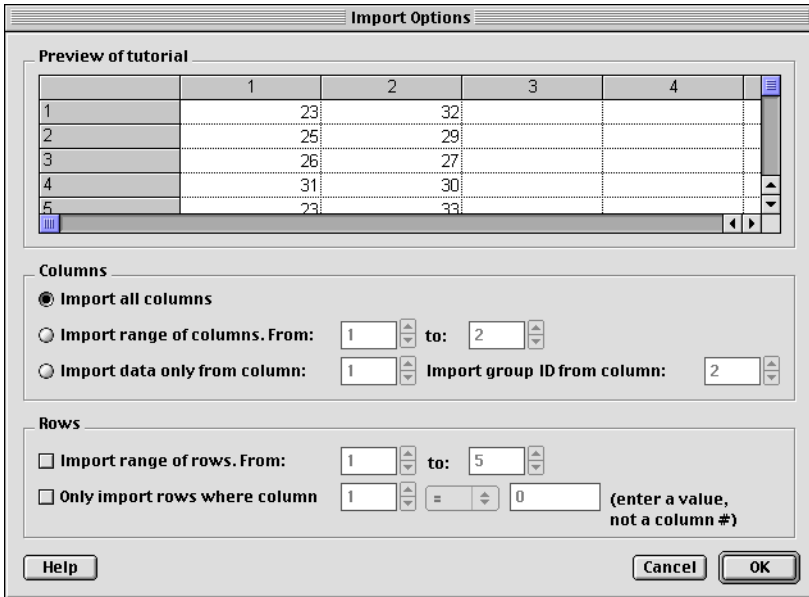 Import Options
Preview of tutorial
1 2 3 4
1 23 32
2 25 29
3 26 27
4 31 30
5 23 33
Columns
Import all columns
Import range of columns. From: 1 to: 2
Import data only from column: 1 Import group ID from column: 2
Rows
Import range of rows. From: 1 to: 5
Only import rows where column 1 = 0 (enter a value,
not a column #)
Help Cancel OK